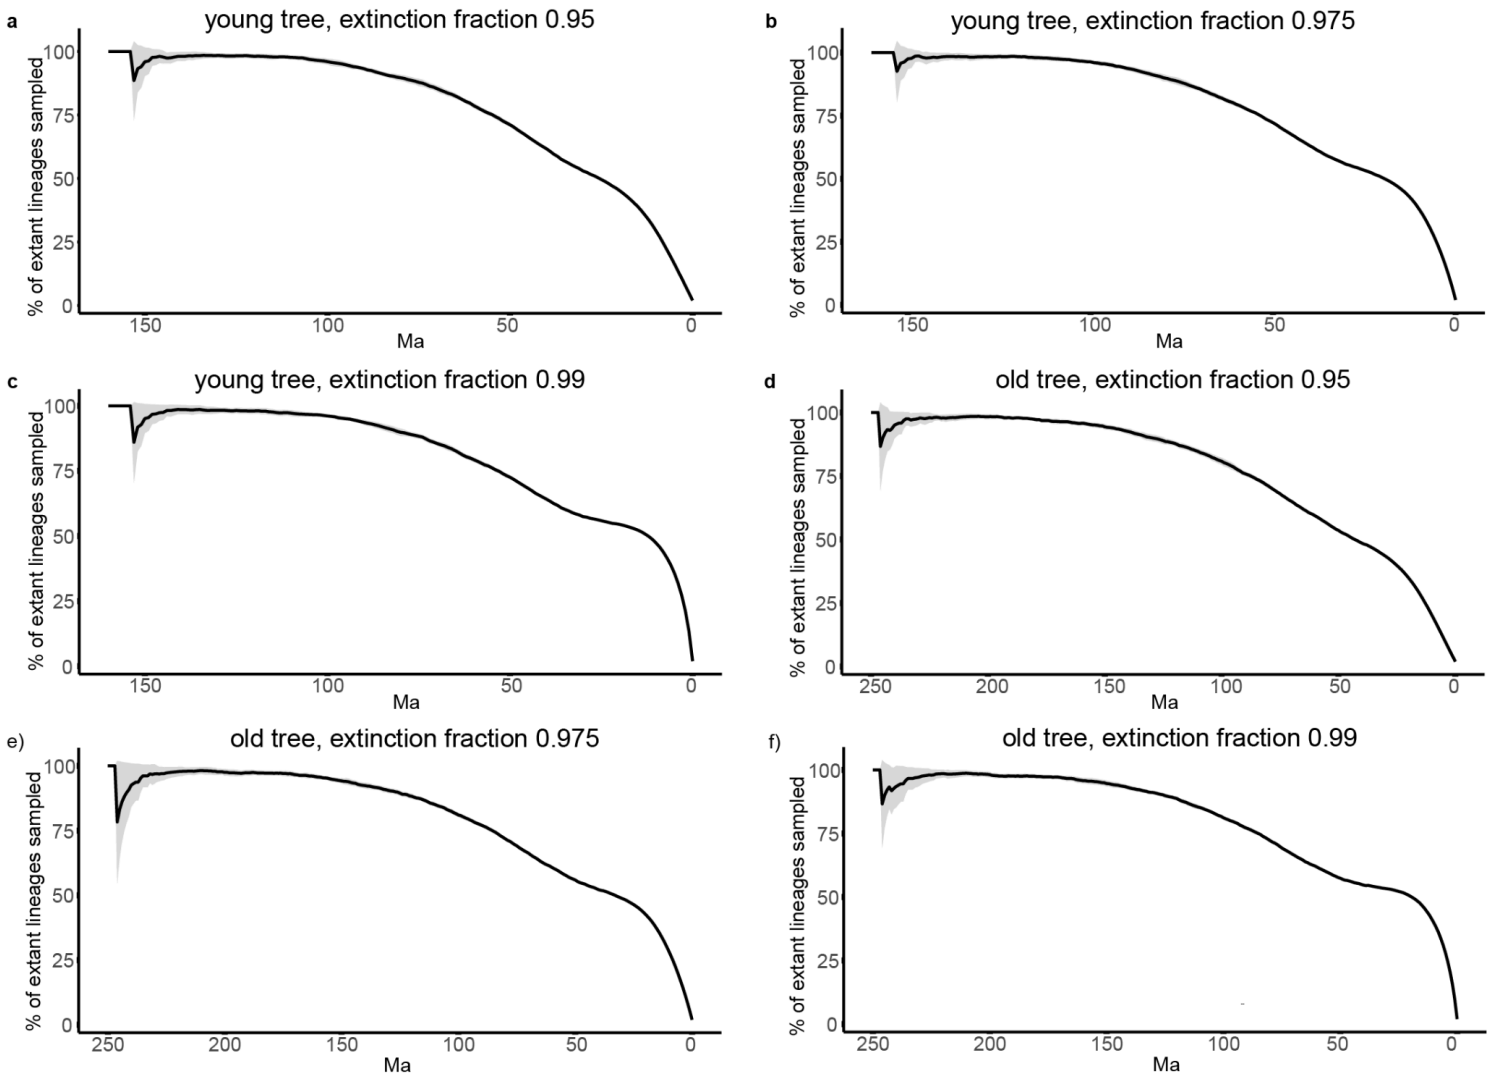 a
young tree, extinction fraction 0.95
% of extant lineages sampled
100
75
50
25
0
150
100
50
0
Ma
b
young tree, extinction fraction 0.975
% of extant lineages sampled
100
75
50
25
0
150
100
50
0
Ma
c
young tree, extinction fraction 0.99
% of extant lineages sampled
100
75
50
25
0
150
100
50
0
Ma
d
old tree, extinction fraction 0.95
% of extant lineages sampled
100
75
50
25
0
250
200
150
100
50
0
Ma
e)
old tree, extinction fraction 0.975
% of extant lineages sampled
100
75
50
25
0
250
200
150
100
50
0
Ma
f)
old tree, extinction fraction 0.99
% of extant lineages sampled
100
75
50
25
0
250
200
150
100
50
0
Ma